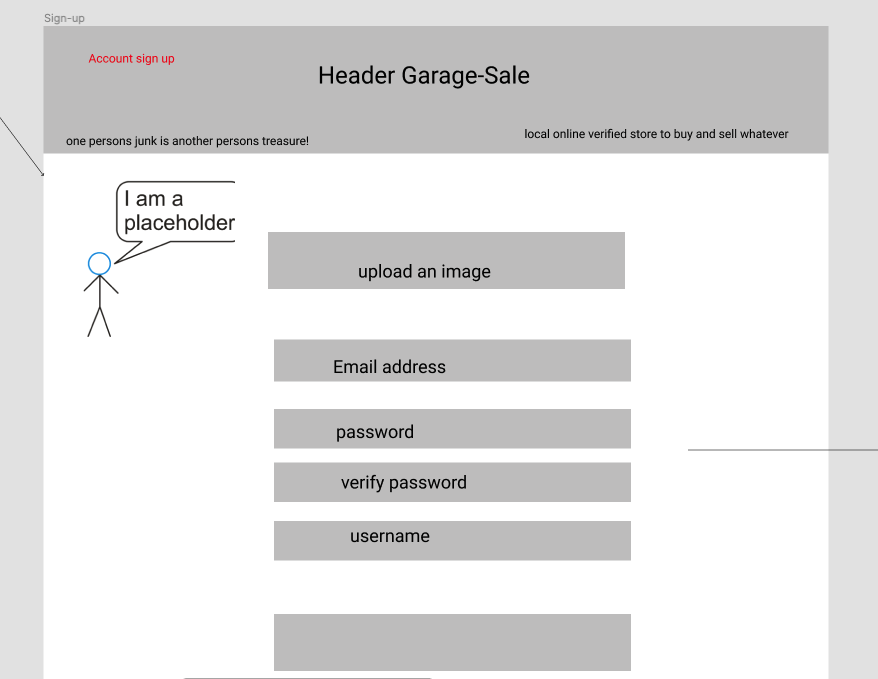 Sign-up
Account sign up
Header Garage-Sale
one persons junk is another persons treasure!
local online verified store to buy and sell whatever
I am a
placeholder
upload an image
Email address
password
verify password
username